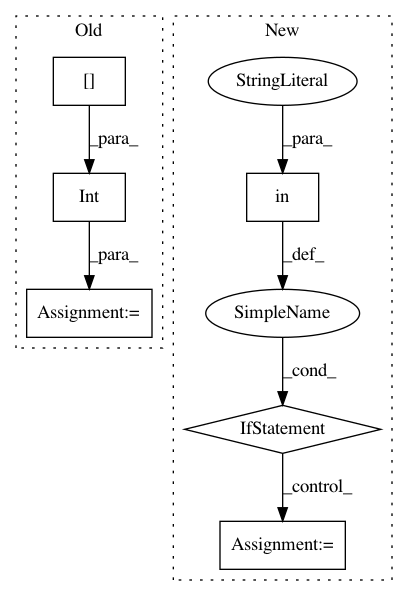 Old
[]
_para_
Int
_para_
Assignment:=
New
StringLiteral
_para_
in
_def_
SimpleName
_cond_
IfStatement
_control_
Assignment:=